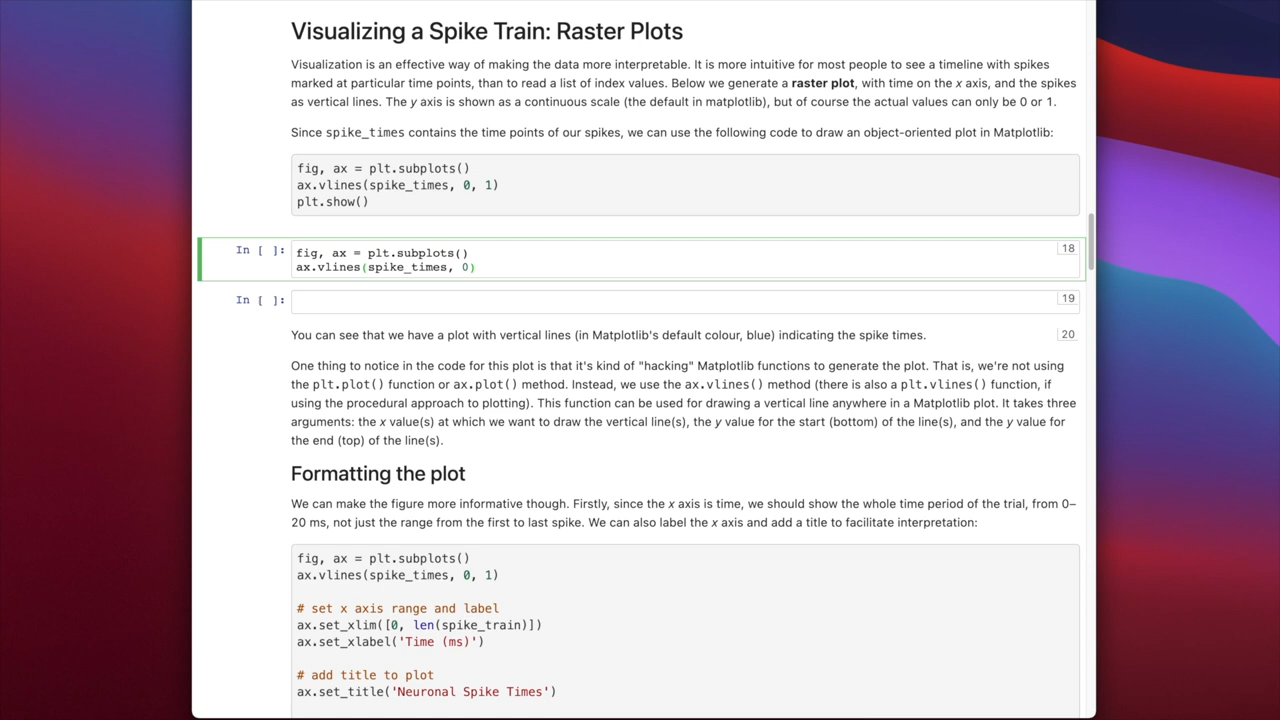 Visualizing a Spike Train: Raster Plots
Visualization is an effective way of making the data more interpretable. It is more intuitive for most people to see a timeline with spikes
marked at particular time points, than to read a list of index values. Below we generate a raster plot, with time on the x axis, and the spikes
as vertical lines. The y axis is shown as a continuous scale (the default in matplotlib), but of course the actual values can only be 0 or 1.
Since spike_times contains the time points of our spikes, we can use the following code to draw an object-oriented plot in Matplotlib:
fig, ax = plt.subplots()
ax.vlines(spike_times, 0, 1)
plt.show()
In [ ]: fig, ax = plt.subplots() 18
ax.vlines(spike_times, 0)
In [ ]: 19
You can see that we have a plot with vertical lines (in Matplotlib's default colour, blue) indicating the spike times. 20
One thing to notice in the code for this plot is that it's kind of "hacking" Matplotlib functions to generate the plot. That is, we're not using
the plt.plot() function or ax.plot() method. Instead, we use the ax.vlines() method (there is also a plt.vlines() function, if
using the procedural approach to plotting). This function can be used for drawing a vertical line anywhere in a Matplotlib plot. It takes three
arguments: the x value(s) at which we want to draw the vertical line(s), the y value for the start (bottom) of the line(s), and the y value for
the end (top) of the line(s).
Formatting the plot
We can make the figure more informative though. Firstly, since the x axis is time, we should show the whole time period of the trial, from 0–
20 ms, not just the range from the first to last spike. We can also label the x axis and add a title to facilitate interpretation:
fig, ax = plt.subplots()
ax.vlines(spike_times, 0, 1)
# set x axis range and label
ax.set_xlim([0, len(spike_train)])
ax.set_xlabel('Time (ms)')
# add title to plot
ax.set_title('Neuronal Spike Times')